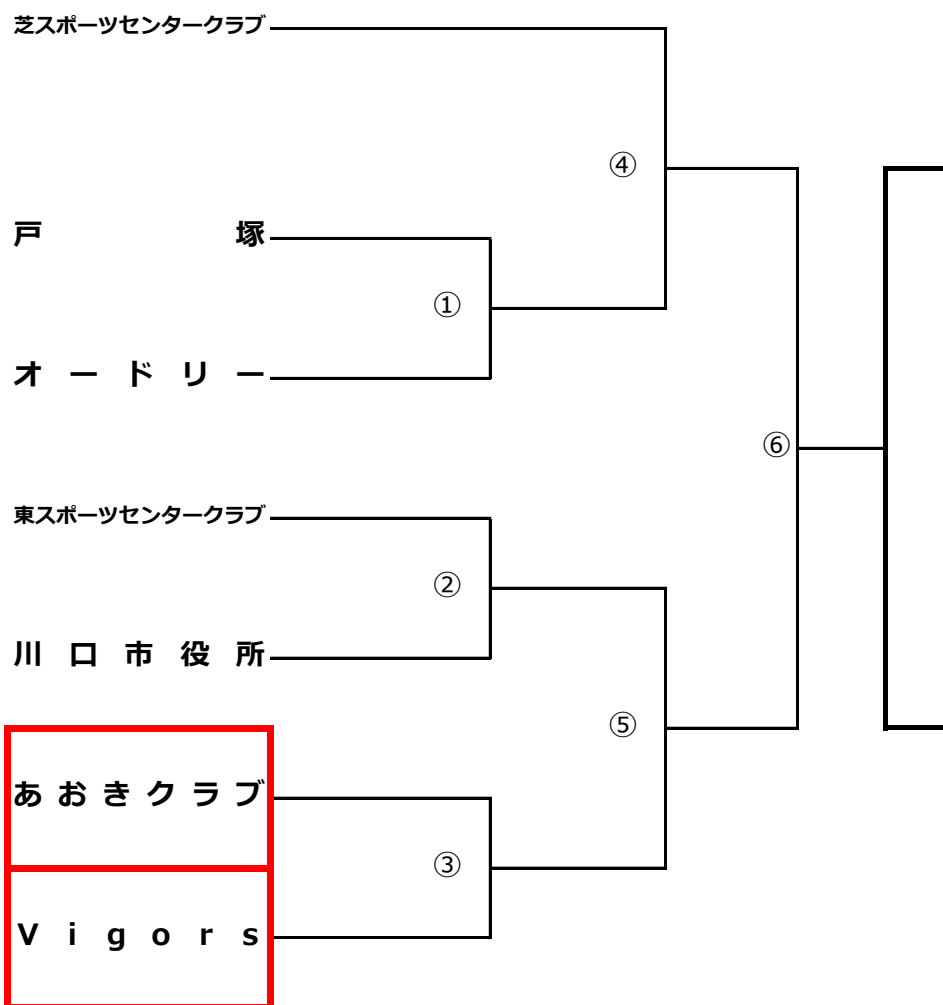 芝スポーツセンタークラブ
④
戸塚
①
オードリー
⑥
東スポーツセンタークラブ
②
川口市役所
⑤
あおきクラブ
③
Vigors